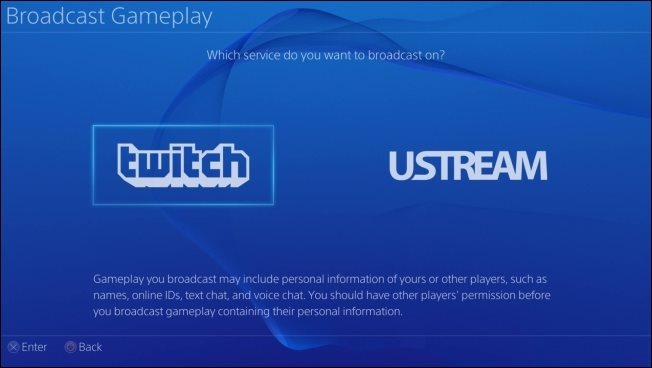 Broadcast Gameplay
Which service do you want to broadcast on?
twitch
USTREAM
Gameplay you broadcast may include personal information of yours or other players, such as
names, online IDs, text chat, and voice chat. You should have other players' permission before
you broadcast gameplay containing their personal information.
Enter
Back